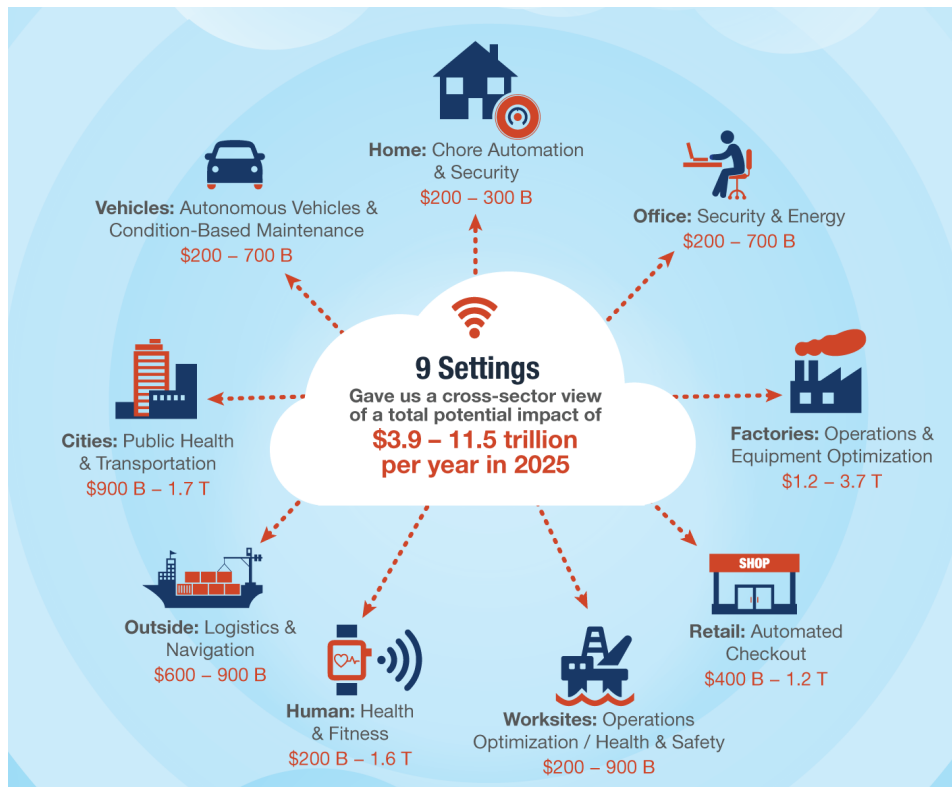 Home: Chore Automation
& Security
$200 – 300 B
Vehicles: Autonomous Vehicles &
Condition-Based Maintenance
$200 – 700 B
Office: Security & Energy
$200 – 700 B
9 Settings
Gave us a cross-sector view
of a total potential impact of
$3.9 – 11.5 trillion
per year in 2025
Cities: Public Health
& Transportation
$900 B – 1.7 T
Factories: Operations &
Equipment Optimization
$1.2 – 3.7 T
Outside: Logistics &
Navigation
$600 – 900 B
SHOP
Retail: Automated
Checkout
$400 B – 1.2 T
Human: Health
& Fitness
$200 B – 1.6 T
Worksites: Operations
Optimization / Health & Safety
$200 – 900 B